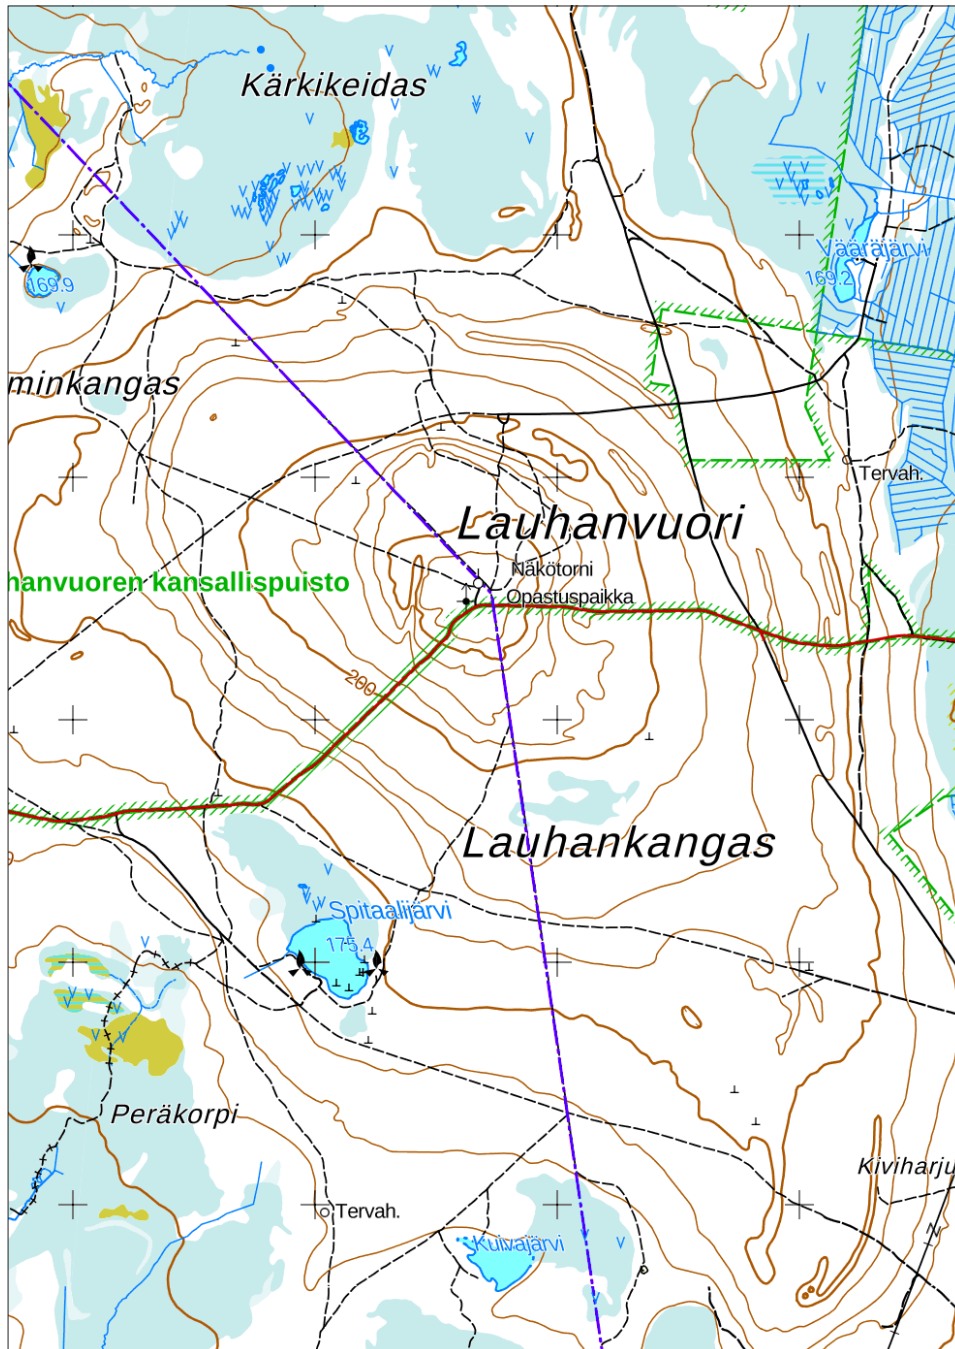 Kärkikeidas
Vääräjärvi
169.2
169.9
minkangas
Tervah.
Lauhanvuori
Näkötorni
hanvuoren kansallispuisto
Opastuspaikka
200
Lauhankangas
Spitaalijärvi
175.4
Peräkorpi
Kiviharju
Tervah.
Kuivajärvi